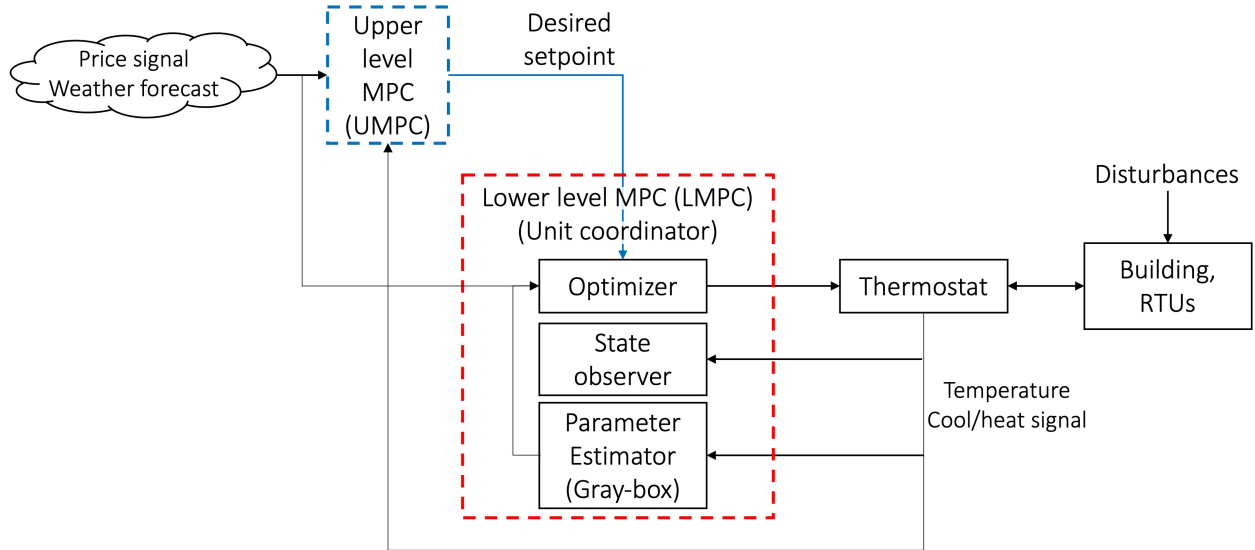 Price signal
Weather forecast
Upper
level
MPC
(UMPC)
Desired
setpoint
Lower level MPC (LMPC)
(Unit coordinator)
Optimizer
State
observer
Parameter
Estimator
(Gray-box)
Thermostat
Disturbances
Building,
RTUs
Temperature
Cool/heat signal